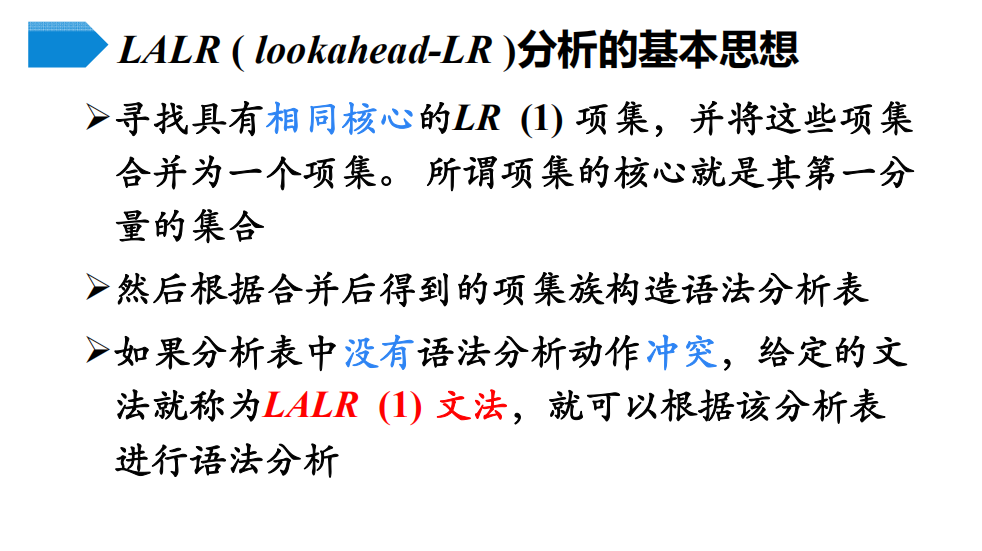 LALR ( lookahead-LR )分析的基本思想
➢寻找具有相同核心的LR (1) 项集，并将这些项集
合并为一个项集。 所谓项集的核心就是其第一分
量的集合
➢然后根据合并后得到的项集族构造语法分析表
➢如果分析表中没有语法分析动作冲突，给定的文
法就称为LALR (1) 文法，就可以根据该分析表
进行语法分析